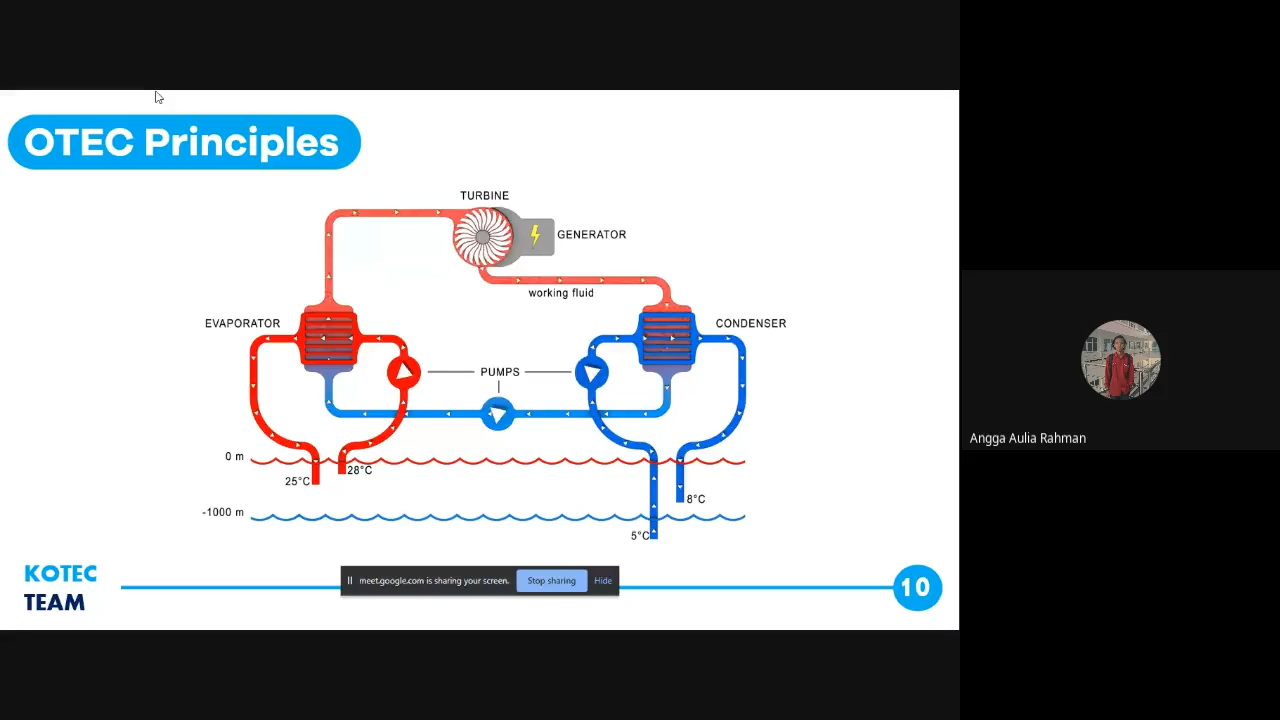 OTEC Principles
TURBINE
GENERATOR
working fluid
EVAPORATOR
CONDENSER
PUMPS
0 m
28°C
25°C
8°C
-1000 m
5°C
KOTEC
TEAM
meet.google.com is sharing your screen.
Stop sharing
Hide
10
Angga Aulia Rahman